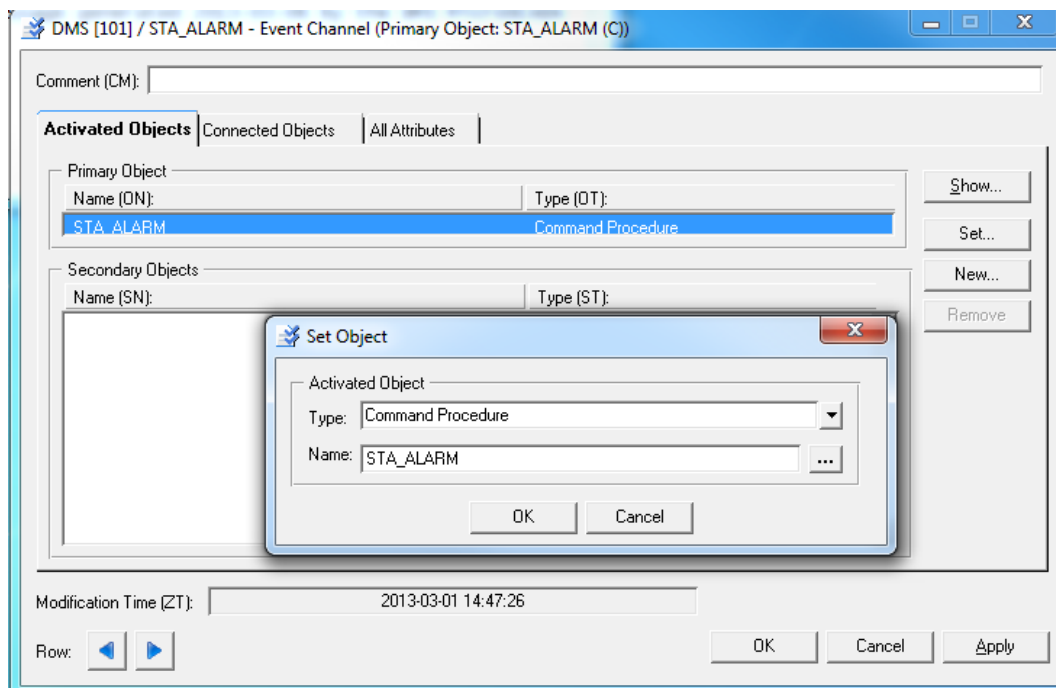 DMS [101] / STA_ALARM - Event Channel (Primary Object: STA_ALARM (C))
Comment (CM):
Activated Objects Connected Objects All Attributes
Primary Object
Name (ON): Type (OT):
STA_ALARM Command Procedure
Show...
Set...
New...
Remove
Secondary Objects
Name (SN): Type (ST):
Set Object
Activated Object
Type: Command Procedure
Name: STA_ALARM ...
OK Cancel
Modification Time (ZT): 2013-03-01 14:47:26
Row: OK Cancel Apply